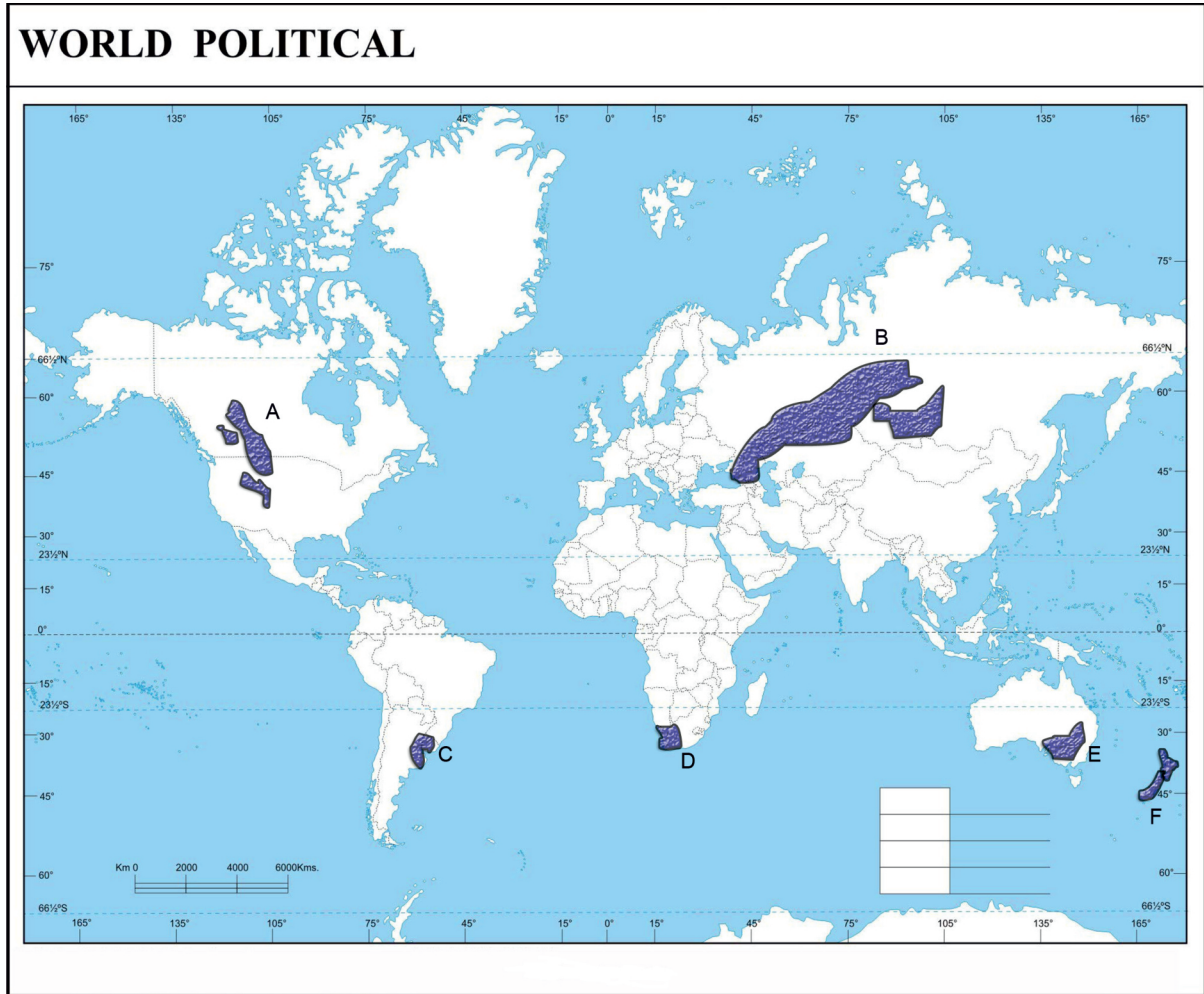 WORLD POLITICAL
165° 135° 105° 75° 45° 15° 0° 15° 45° 75° 105° 135° 165°
75° 75°
66½°N 66½°N
B
60° 60°
A
45° 45°
30° 30°
23½°N 23½°N
15° 15°
0° 0°
15° 15°
23½°S 23½°S
30° 30°
C D E
45° 45°
F
Km 0 2000 4000 6000Kms.
60° 60°
66½°S 66½°S
165° 135° 105° 75° 45° 15° 0° 15° 45° 75° 105° 135° 165°